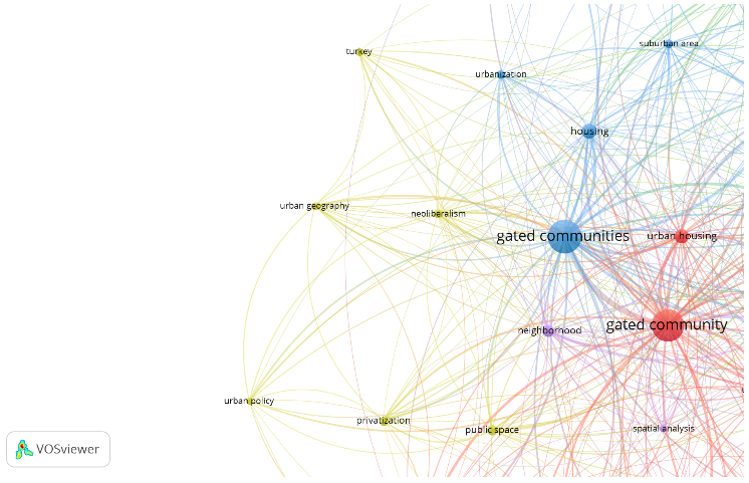 suburban area
turkey
urbanization
housing
urban geography
neoliberalism
gated communities
urban housing
gated community
neighborhood
urban policy
privatization
public space
spatial analysis
VOSviewer